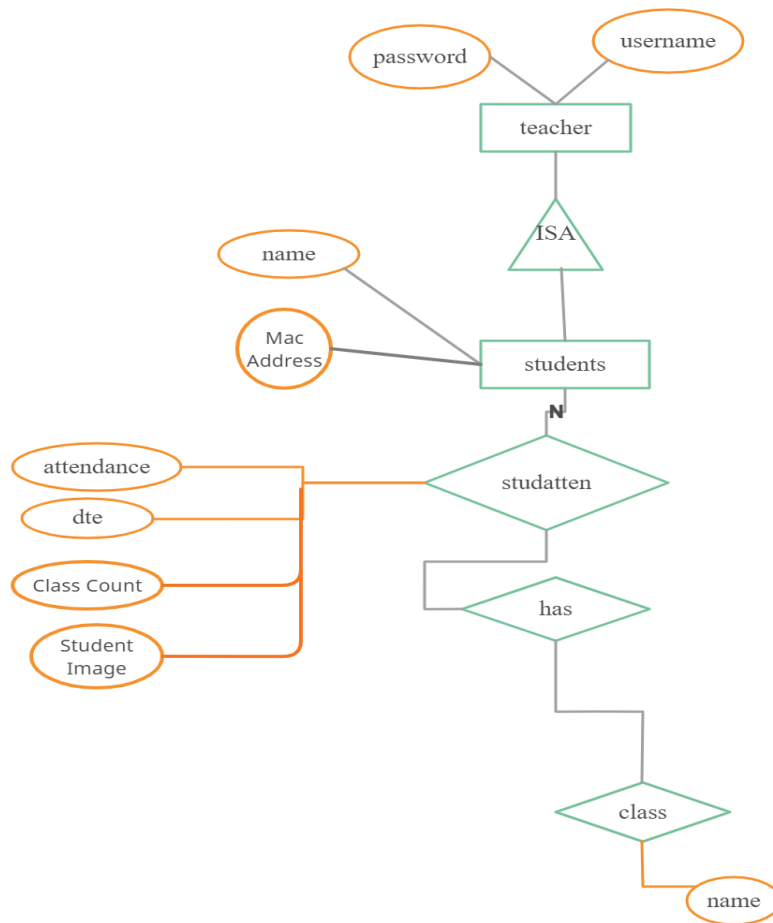 username
password
teacher
ISA
name
Mac
Address
students
N
attendance
studatten
dte
Class Count
has
Student
Image
class
name